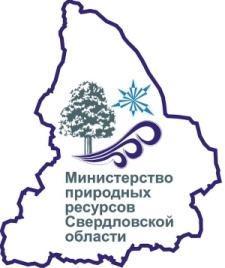 Министерство
природных
ресурсов
Свердловской
области